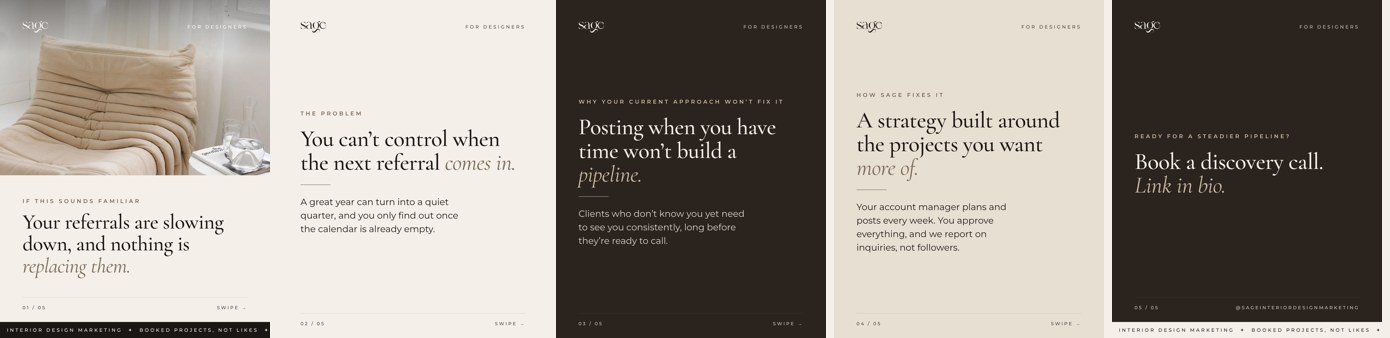 sage
FOR DESIGNERS
IF THIS SOUNDS FAMILIAR
Your referrals are slowing
down, and nothing is
replacing them.
01 / 05
SWIPE →
INTERIOR DESIGN MARKETING • BOOKED PROJECTS, NOT LIKES •
sage
FOR DESIGNERS
THE PROBLEM
You can’t control when
the next referral comes in.
A great year can turn into a quiet
quarter, and you only find out once
the calendar is already empty.
02 / 05
SWIPE →
sage
FOR DESIGNERS
WHY YOUR CURRENT APPROACH WON’T FIX IT
Posting when you have
time won’t build a
pipeline.
Clients who don’t know you yet need
to see you consistently, long before
they’re ready to call.
03 / 05
SWIPE →
sage
FOR DESIGNERS
HOW SAGE FIXES IT
A strategy built around
the projects you want
more of.
Your account manager plans and
posts every week. You approve
everything, and we report on
inquiries, not followers.
04 / 05
SWIPE →
sage
FOR DESIGNERS
READY FOR A STEADIER PIPELINE?
Book a discovery call.
Link in bio.
05 / 05
@SAGEINTERIORDESIGNMARKETING
INTERIOR DESIGN MARKETING • BOOKED PROJECTS, NOT LIKES •